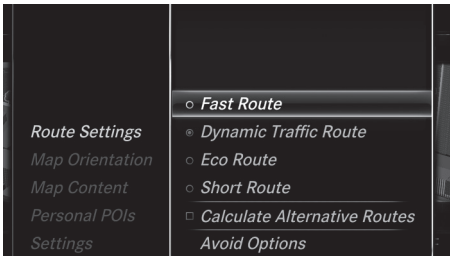 Route Settings
Map Orientation
Map Content
Personal POIs
Settings
Fast Route
Dynamic Traffic Route
Eco Route
Short Route
Calculate Alternative Routes
Avoid Options